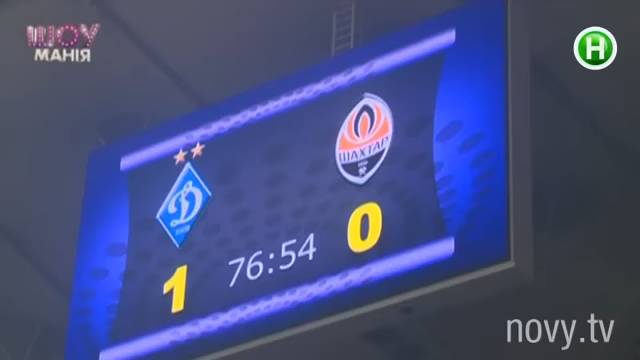 ШОУ
МАНІЯ
Н
Д
ШАХТАР
1
76:54
0
novy.tv